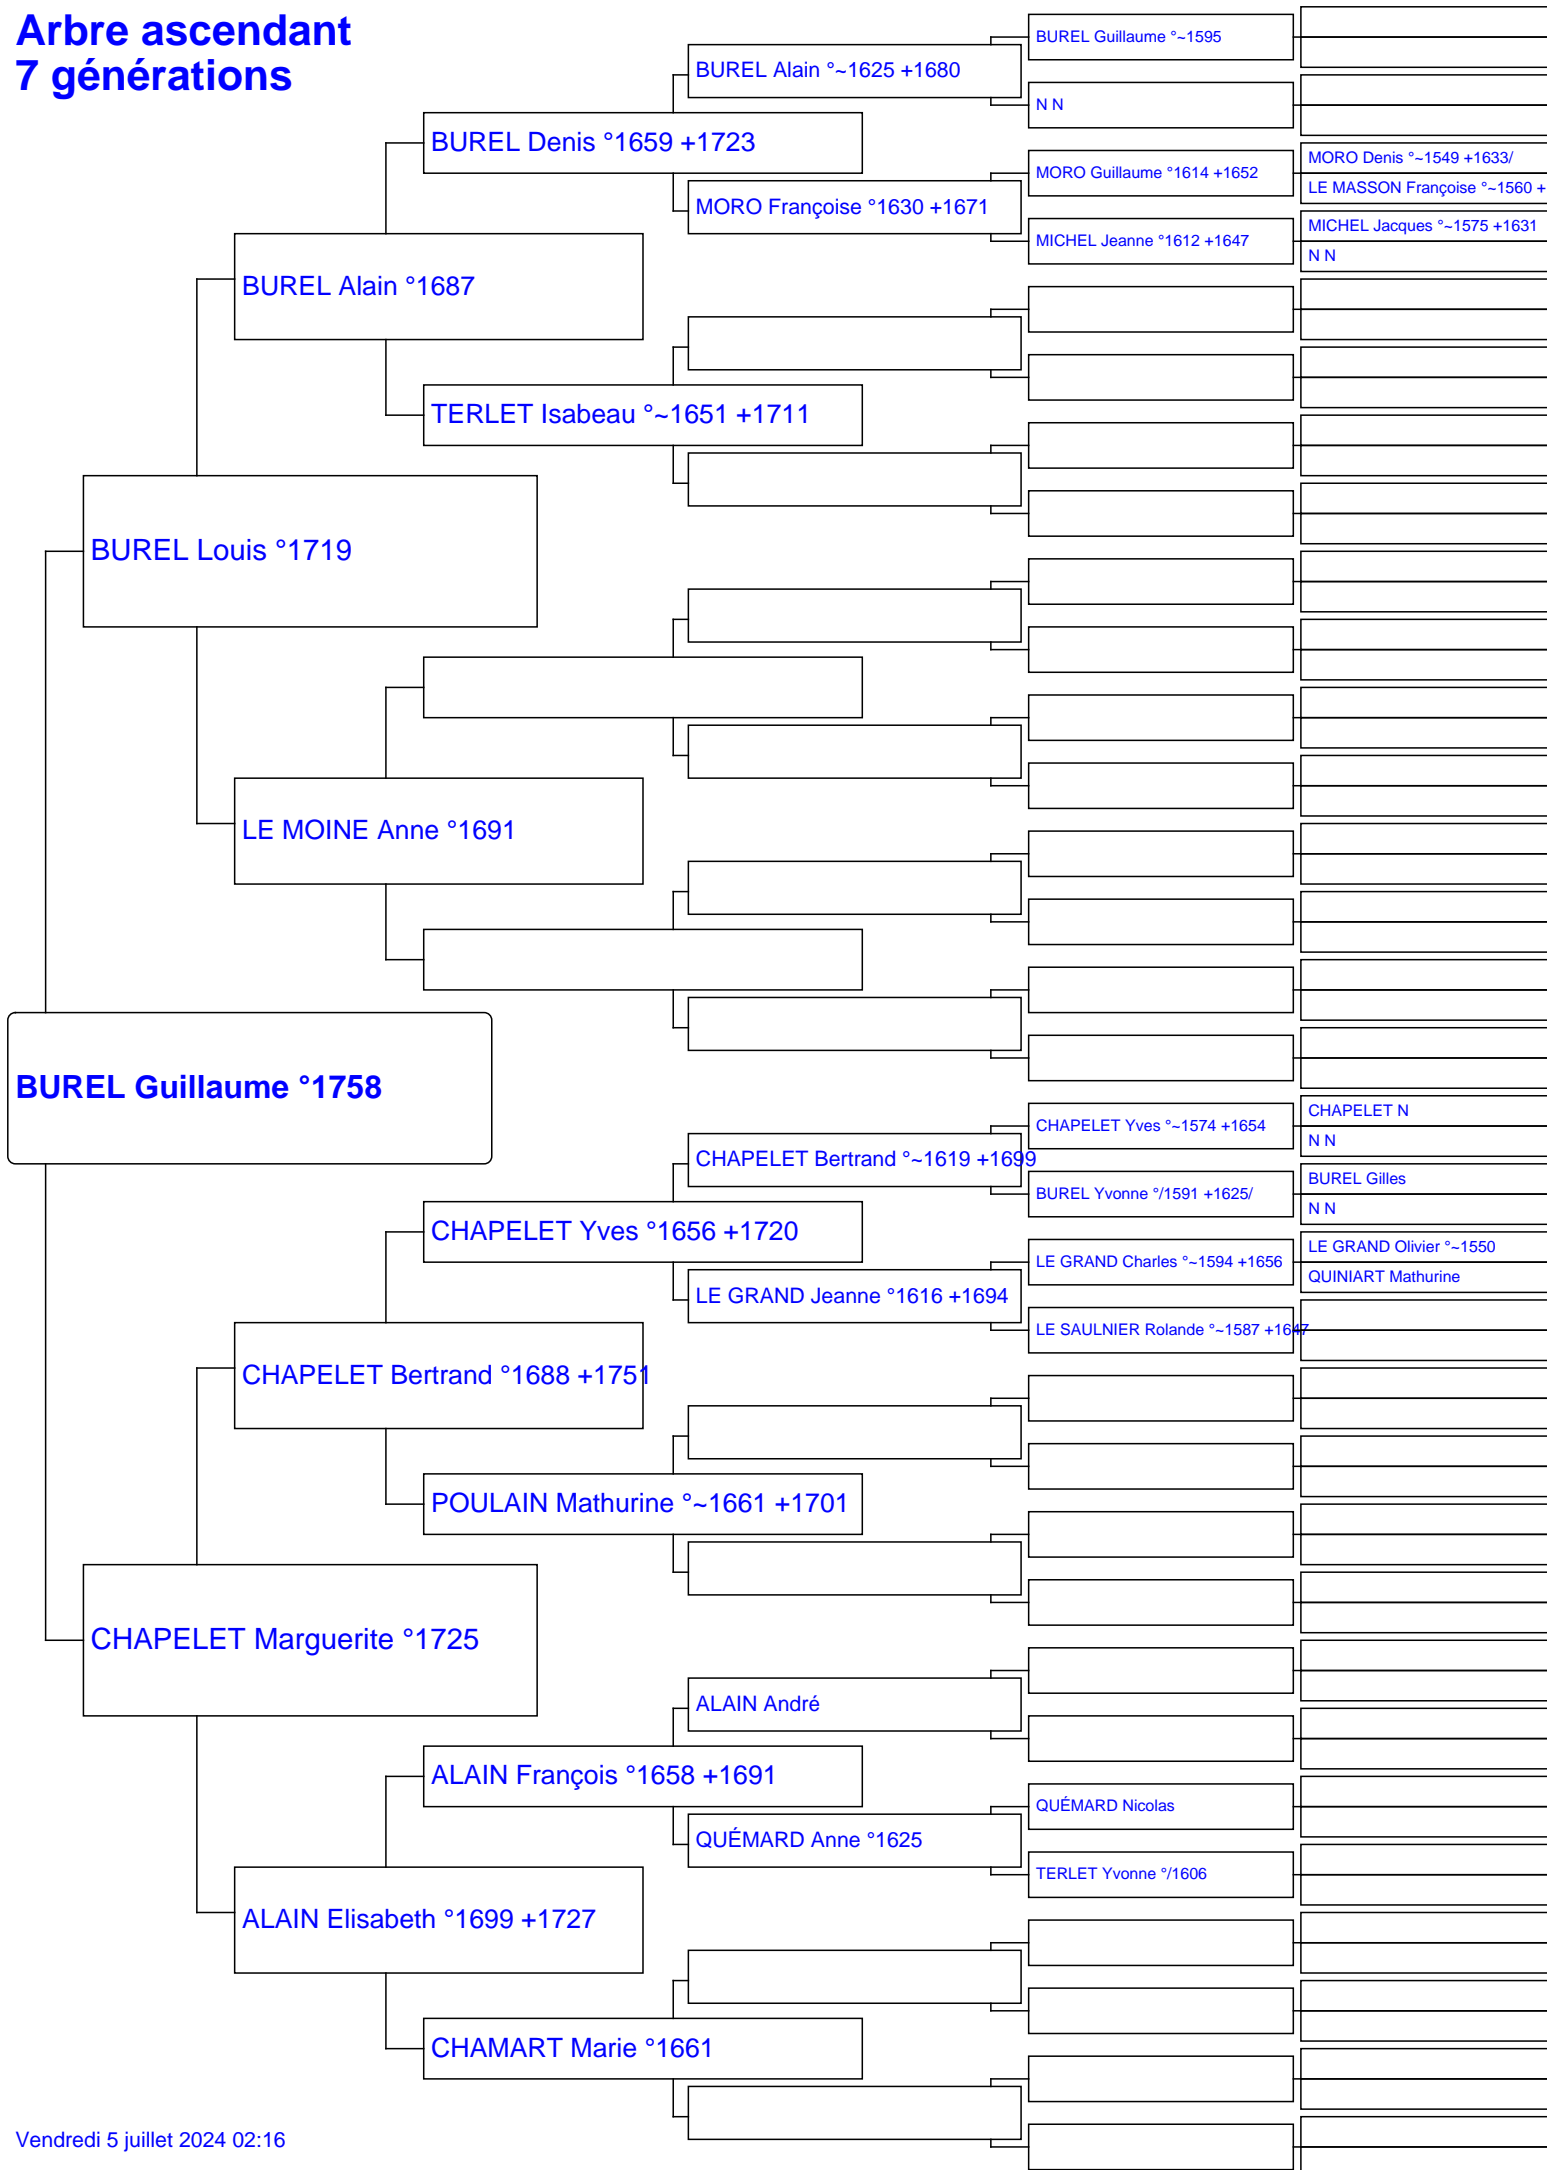 Arbre ascendant
7 générations
BUREL Guillaume °~1595
BUREL Alain °~1625 +1680
N N
BUREL Denis °1659 +1723
MORO Denis °~1549 +1633/
MORO Guillaume °1614 +1652
LE MASSON Françoise °~1560 +
MORO Françoise °1630 +1671
MICHEL Jacques °~1575 +1631
MICHEL Jeanne °1612 +1647
N N
BUREL Alain °1687
TERLET Isabeau °~1651 +1711
BUREL Louis °1719
LE MOINE Anne °1691
BUREL Guillaume °1758
CHAPELET N
CHAPELET Yves °~1574 +1654
N N
CHAPELET Bertrand °~1619 +1699
BUREL Gilles
BUREL Yvonne °/1591 +1625/
N N
CHAPELET Yves °1656 +1720
LE GRAND Olivier °~1550
LE GRAND Charles °~1594 +1656
QUINIART Mathurine
LE GRAND Jeanne °1616 +1694
LE SAULNIER Rolande °~1587 +1647
CHAPELET Bertrand °1688 +1751
POULAIN Mathurine °~1661 +1701
CHAPELET Marguerite °1725
ALAIN André
ALAIN François °1658 +1691
QUÉMARD Nicolas
QUÉMARD Anne °1625
TERLET Yvonne °/1606
ALAIN Elisabeth °1699 +1727
CHAMART Marie °1661
Vendredi 5 juillet 2024 02:16